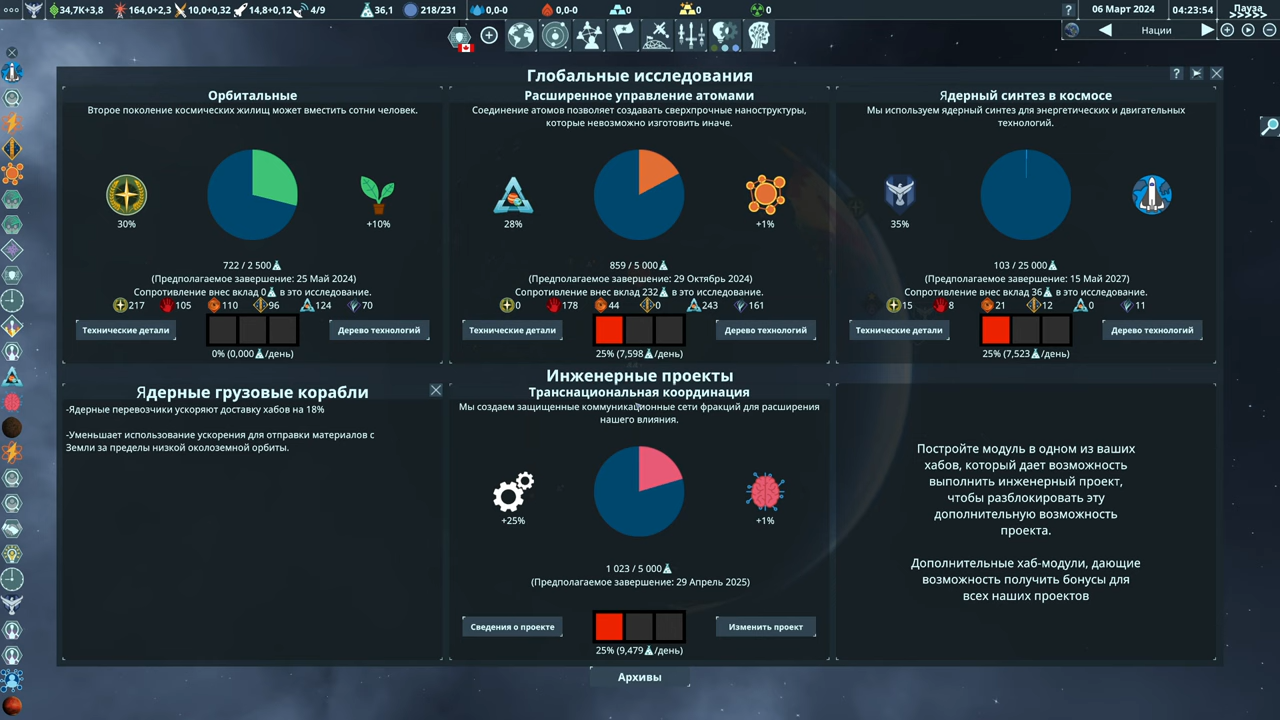 34,7K+3,8
164,0+2,3
10,0+0,32
14,8+0,12
4/9
36,1
218/231
0,0-0
0,0-0
0
0
0
?
06 Март 2024
04:23:54
Пауза
Нации
Глобальные исследования
?
Орбитальные
Второе поколение космических жилищ может вместить сотни человек.
30%
+10%
722 / 2 500
(Предполагаемое завершение: 25 Май 2024)
Сопротивление внес вклад 0 в это исследование.
217 105 110 96 124 70
Технические детали
Дерево технологий
0% (0,000 /день)
Расширенное управление атомами
Соединение атомов позволяет создавать сверхпрочные наноструктуры,
которые невозможно изготовить иначе.
28%
+1%
859 / 5 000
(Предполагаемое завершение: 29 Октябрь 2024)
Сопротивление внес вклад 232 в это исследование.
0 178 44 0 243 161
Технические детали
Дерево технологий
25% (7,598 /день)
Ядерный синтез в космосе
Мы используем ядерный синтез для энергетических и двигательных
технологий.
35%
103 / 25 000
(Предполагаемое завершение: 15 Май 2027)
Сопротивление внес вклад 36 в это исследование.
15 8 21 12 0 11
Технические детали
Дерево технологий
25% (7,523 /день)
Инженерные проекты
Ядерные грузовые корабли
-Ядерные перевозчики ускоряют доставку хабов на 18%
-Уменьшает использование ускорения для отправки материалов с
Земли за пределы низкой околоземной орбиты.
Транснациональная координация
Мы создаем защищенные коммуникационные сети фракций для расширения
нашего влияния.
+25%
+1%
1 023 / 5 000
(Предполагаемое завершение: 29 Апрель 2025)
Сведения о проекте
Изменить проект
25% (9,479 /день)
Постройте модуль в одном из ваших
хабов, который дает возможность
выполнить инженерный проект,
чтобы разблокировать эту
дополнительную возможность
проекта.
Дополнительные хаб-модули, дающие
возможность получить бонусы для
всех наших проектов
Архивы